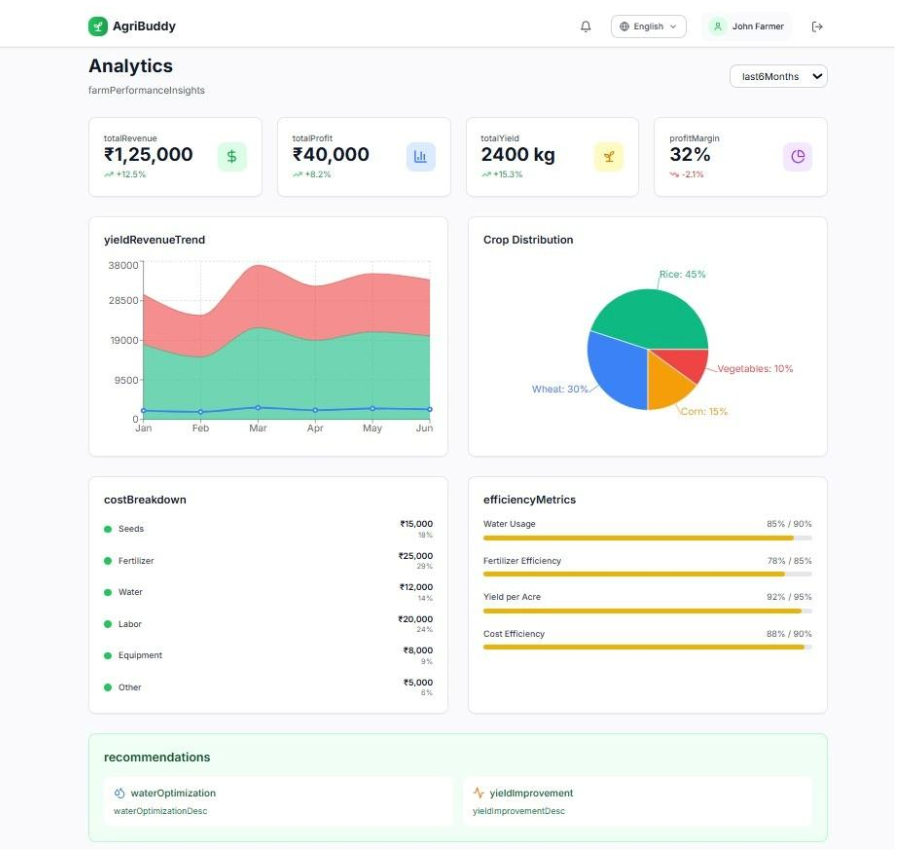 AgriBuddy
English
John Farmer
Analytics
farmPerformanceInsights
last6Months
totalRevenue
₹1,25,000
+12.5%
totalProfit
₹40,000
+8.2%
totalYield
2400 kg
+15.3%
profitMargin
32%
-2.1%
yieldRevenueTrend
38000
28500
19000
9500
0
Jan Feb Mar Apr May Jun
Crop Distribution
Rice: 45%
Vegetables: 10%
Wheat: 30%
Corn: 15%
costBreakdown
Seeds ₹15,000
18%
Fertilizer ₹25,000
29%
Water ₹12,000
14%
Labor ₹20,000
24%
Equipment ₹8,000
9%
Other ₹5,000
6%
efficiencyMetrics
Water Usage 85% / 90%
Fertilizer Efficiency 78% / 85%
Yield per Acre 92% / 95%
Cost Efficiency 88% / 90%
recommendations
waterOptimization
waterOptimizationDesc
yieldImprovement
yieldImprovementDesc